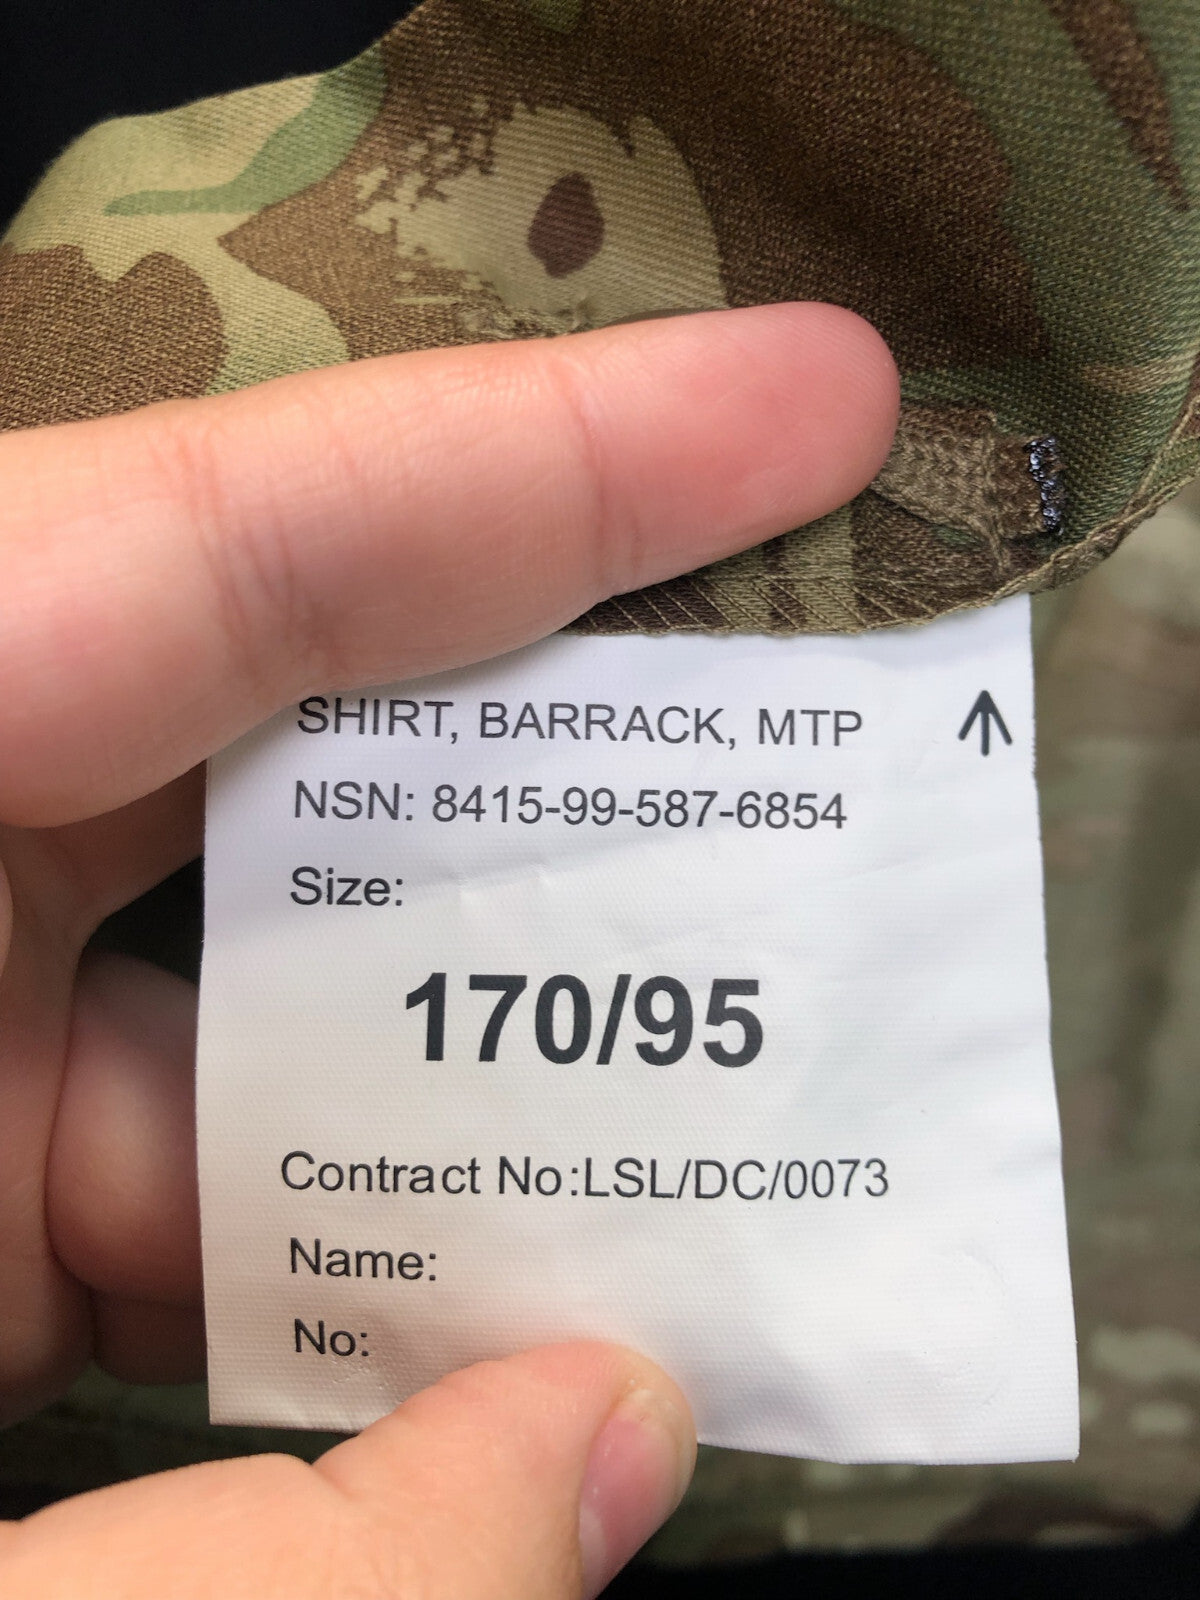 SHIRT, BARRACK, MTP
NSN: 8415-99-587-6854
Size:
170/95
Contract No:LSL/DC/0073
Name:
No: